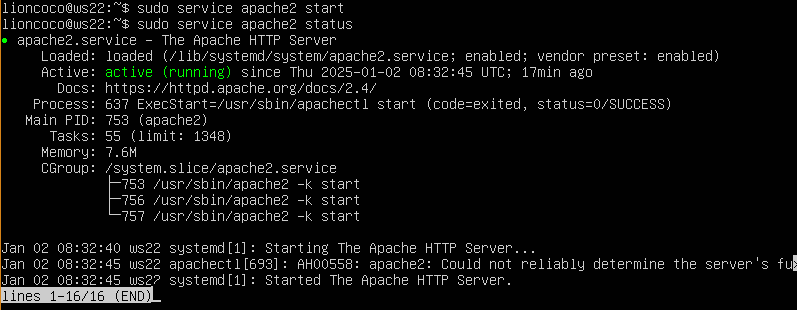 lioncoco@ws22:~$ sudo service apache2 start
lioncoco@ws22:~$ sudo service apache2 status
● apache2.service – The Apache HTTP Server
     Loaded: loaded (/lib/systemd/system/apache2.service; enabled; vendor preset: enabled)
     Active: active (running) since Thu 2025-01-02 08:32:45 UTC; 17min ago
       Docs: https://httpd.apache.org/docs/2.4/
    Process: 637 ExecStart=/usr/sbin/apachectl start (code=exited, status=0/SUCCESS)
   Main PID: 753 (apache2)
      Tasks: 55 (limit: 1348)
     Memory: 7.6M
     CGroup: /system.slice/apache2.service
             ├─753 /usr/sbin/apache2 -k start
             ├─756 /usr/sbin/apache2 -k start
             └─757 /usr/sbin/apache2 -k start

Jan 02 08:32:40 ws22 systemd[1]: Starting The Apache HTTP Server...
Jan 02 08:32:45 ws22 apachectl[693]: AH00558: apache2: Could not reliably determine the server's fu>
Jan 02 08:32:45 ws22 systemd[1]: Started The Apache HTTP Server.
lines 1-16/16 (END)